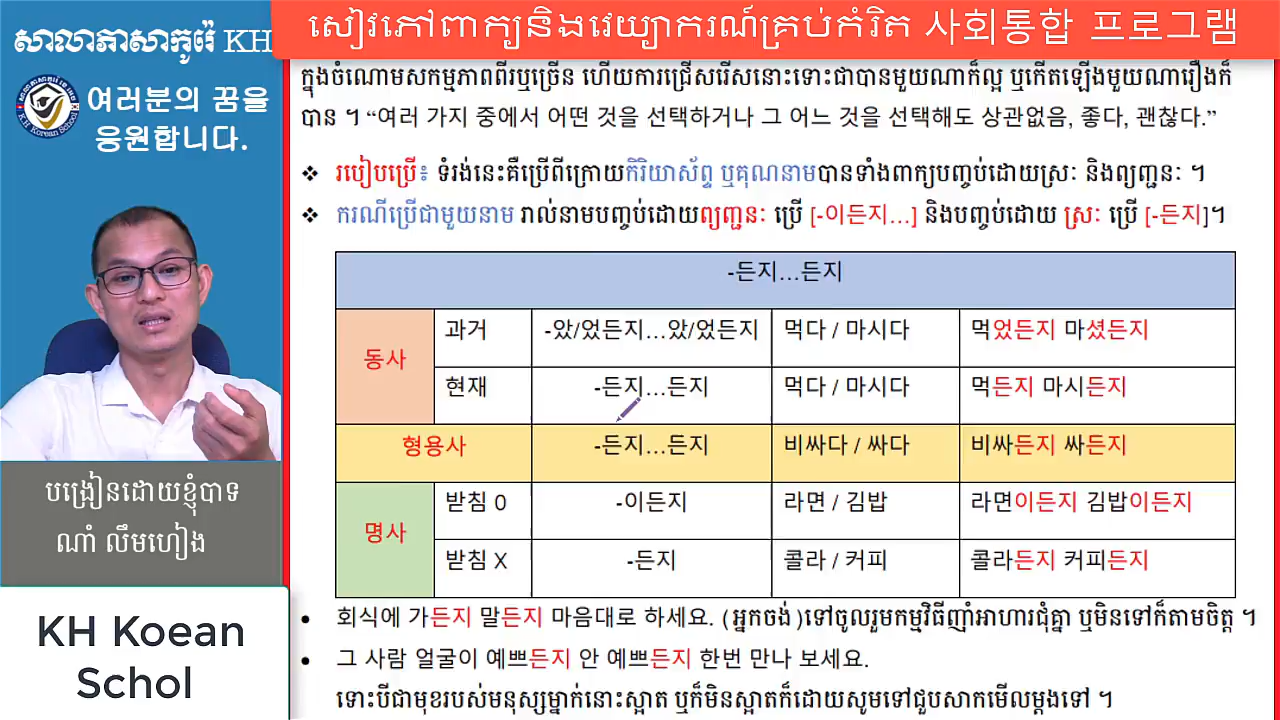 សាលាភាសាកូរ៉េ KH
សៀវភៅពាក្យនិងវេយ្យាករណ៍គ្រប់កំរិត 사회통합 프로그램
여러분의 꿈을
응원합니다.
ក្នុងចំណោមសកម្មភាពពីរឬច្រើន ហើយការជ្រើសរើសនោះទោះជាបានមួយណាក៏ល្អ ឬកើតឡើងមួយណារឿងក៏
បាន ។ “여러 가지 중에서 어떤 것을 선택하거나 그 어느 것을 선택해도 상관없음, 좋다, 괜찮다.”
❖ របៀបប្រើ៖ ទំរង់នេះគឺប្រើពីក្រោយកិរិយាស័ព្ទ ឬគុណនាមបានទាំងពាក្យបញ្ចប់ដោយស្រៈ និងព្យញ្ជនៈ ។
❖ ករណីប្រើជាមួយនាម រាល់នាមបញ្ចប់ដោយព្យញ្ជនៈ ប្រើ [-이든지…] និងបញ្ចប់ដោយ ស្រៈ ប្រើ [-든지]។
-든지…든지
동사
과거 -았/었든지…았/었든지 먹다 / 마시다 먹었든지 마셨든지
현재 -든지…든지 먹다 / 마시다 먹든지 마시든지
형용사 -든지…든지 비싸다 / 싸다 비싸든지 싸든지
명사
받침 O -이든지 라면 / 김밥 라면이든지 김밥이든지
받침 X -든지 콜라 / 커피 콜라든지 커피든지
• 회식에 가든지 말든지 마음대로 하세요. (អ្នកចង់)ទៅចូលរួមកម្មវិធីញ៉ាំអាហារជុំគ្នា ឬមិនទៅក៏តាមចិត្ត ។
• 그 사람 얼굴이 예쁘든지 안 예쁘든지 한번 만나 보세요.
ទោះបីជាមុខរបស់មនុស្សម្នាក់នោះស្អាត ឬក៏មិនស្អាតក៏ដោយសូមទៅជួបសាកមើលម្តងទៅ ។
បង្រៀនដោយខ្ញុំបាទ
ណាំ លឹមហៀង
KH Koean
Schol